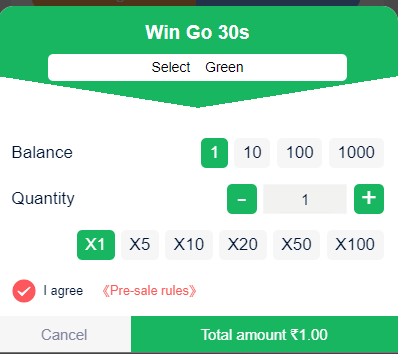 Win Go 30s
Select Green
Balance 1 10 100 1000
Quantity - 1 +
X1 X5 X10 X20 X50 X100
I agree 《Pre-sale rules》
Cancel Total amount ₹1.00